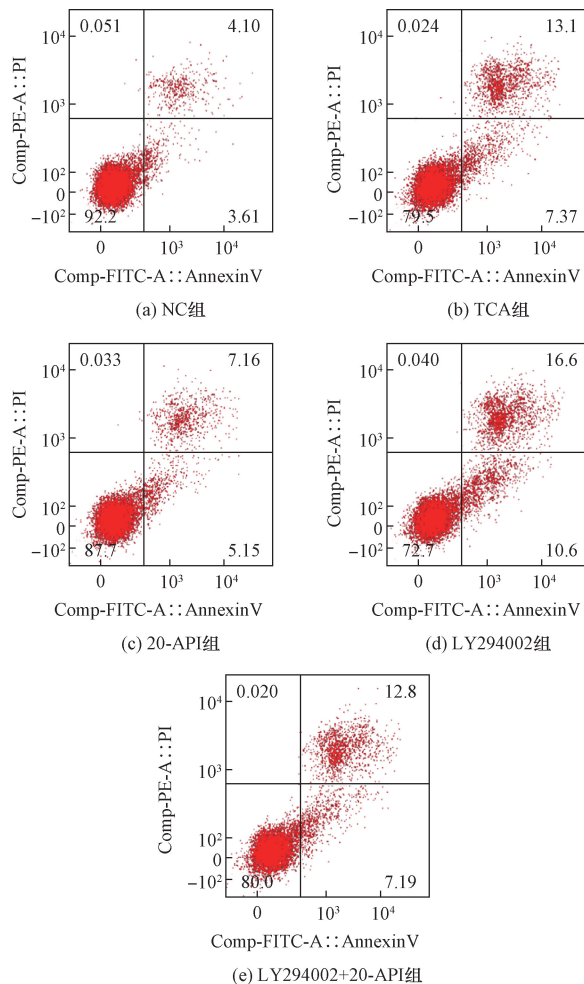 0.051 4.10
10⁴
10³
10²
0
−10²
Comp-PE-A∷PI
92.2 3.61
0 10³ 10⁴
Comp-FITC-A∷AnnexinV
(a) NC组
0.024 13.1
10⁴
10³
10²
0
−10²
Comp-PE-A∷PI
79.5 7.37
0 10³ 10⁴
Comp-FITC-A∷AnnexinV
(b) TCA组
0.033 7.16
10⁴
10³
10²
0
−10²
Comp-PE-A∷PI
87.7 5.15
0 10³ 10⁴
Comp-FITC-A∷AnnexinV
(c) 20-API组
0.040 16.6
10⁴
10³
10²
0
−10²
Comp-PE-A∷PI
72.7 10.6
0 10³ 10⁴
Comp-FITC-A∷AnnexinV
(d) LY294002组
0.020 12.8
10⁴
10³
10²
0
−10²
Comp-PE-A∷PI
80.0 7.19
0 10³ 10⁴
Comp-FITC-A∷AnnexinV
(e) LY294002+20-API组